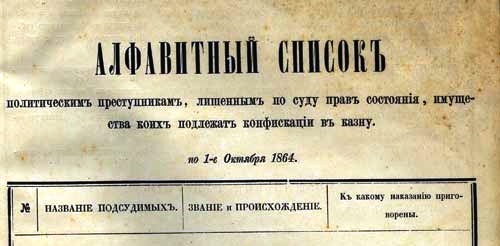 АЛФАВИТНЫЙ СПИСОКЪ
политическимъ преступникамъ, лишеннымъ по суду правъ состоянія, имуще-
ства коихъ подлежатъ конфискаціи въ казну.
по 1-е Октября 1864.
№ НАЗВАНІЕ ПОДСУДИМЫХЪ. ЗВАНІЕ и ПРОИСХОЖДЕНІЕ. Къ какому наказанію приго-
ворены.